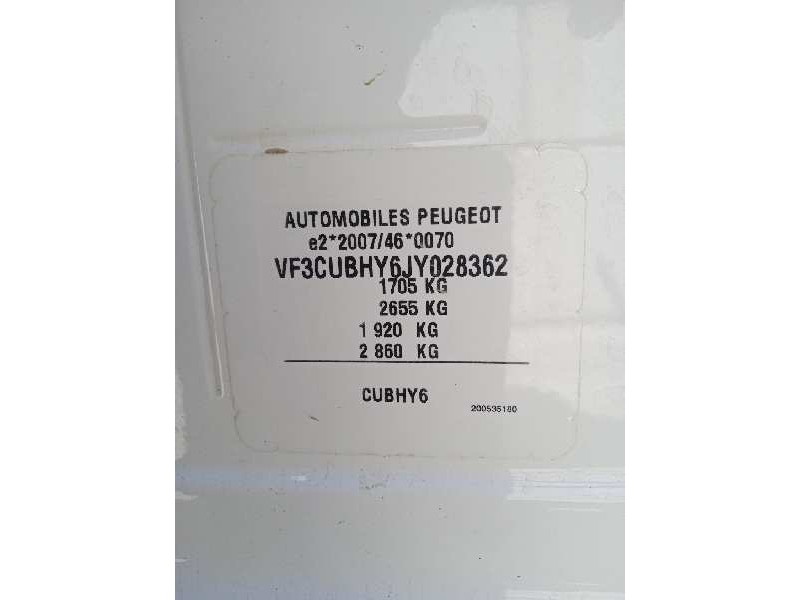 AUTOMOBILES PEUGEOT
e2*2007/46*0070
VF3CUBHY6JY028362
1705 KG
2655 KG
1 920 KG
2 860 KG
CUBHY6
200535180